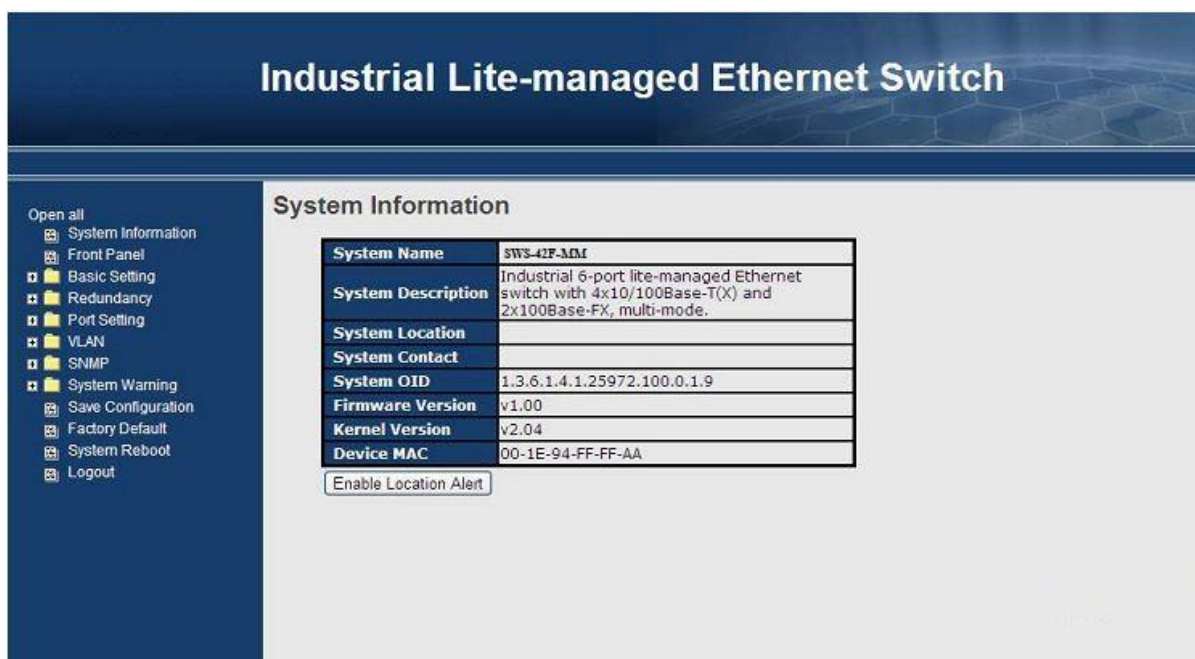 Industrial Lite-managed Ethernet Switch
Open all
System Information
Front Panel
Basic Setting
Redundancy
Port Setting
VLAN
SNMP
System Warning
Save Configuration
Factory Default
System Reboot
Logout
System Information
System Name SWS-42F-MM
System Description Industrial 6-port lite-managed Ethernet
switch with 4x10/100Base-T(X) and
2x100Base-FX, multi-mode.
System Location
System Contact
System OID 1.3.6.1.4.1.25972.100.0.1.9
Firmware Version v1.00
Kernel Version v2.04
Device MAC 00-1E-94-FF-FF-AA
Enable Location Alert